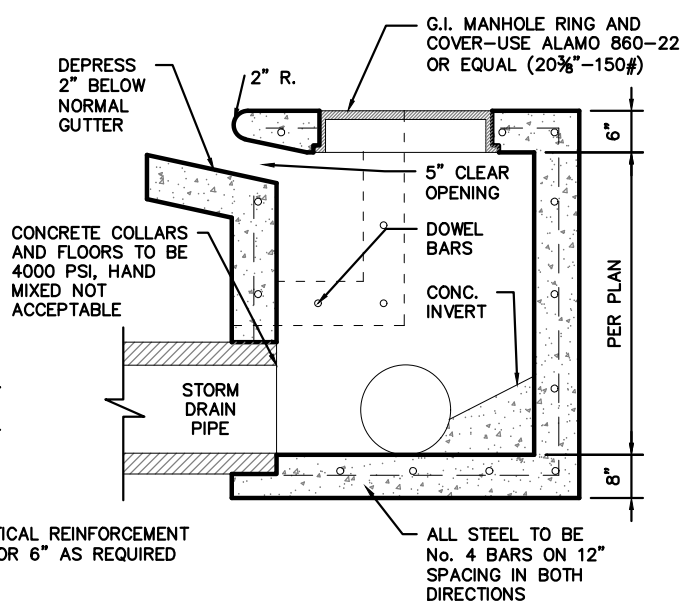 G.I. MANHOLE RING AND
COVER-USE ALAMO 860-22
OR EQUAL (20⅜"-150#)
DEPRESS
2" BELOW
NORMAL
GUTTER
2" R.
6"
5" CLEAR
OPENING
CONCRETE COLLARS
AND FLOORS TO BE
4000 PSI, HAND
MIXED NOT
ACCEPTABLE
DOWEL
BARS
CONC.
INVERT
PER PLAN
STORM
DRAIN
PIPE
8"
TICAL REINFORCEMENT
OR 6" AS REQUIRED
ALL STEEL TO BE
No. 4 BARS ON 12"
SPACING IN BOTH
DIRECTIONS